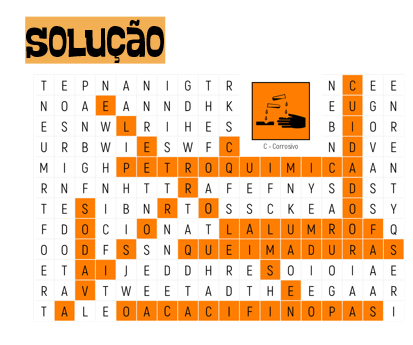 SOLUÇÃO
T E P N A N I G T R N C E E
N O A E A N N D H K E U G N
E S N W L R I H E S B I O R
U R B W I E S W F C N D V E
C - Corrosivo
M I G H P E T R O Q U I M I C A A N
R N F N H T T R A F E F N Y S D S T
T E S I B N R T O S S C K E A O S Y
F D O C I O N A T L A L U M R O F Q
O O D F S S N Q U E I M A D U R A S
E T A I J E D D H R E S O I O I A E
R A V T W E E T A D T H E E G A A R
T A L E O A C A C I F I N O P A S I